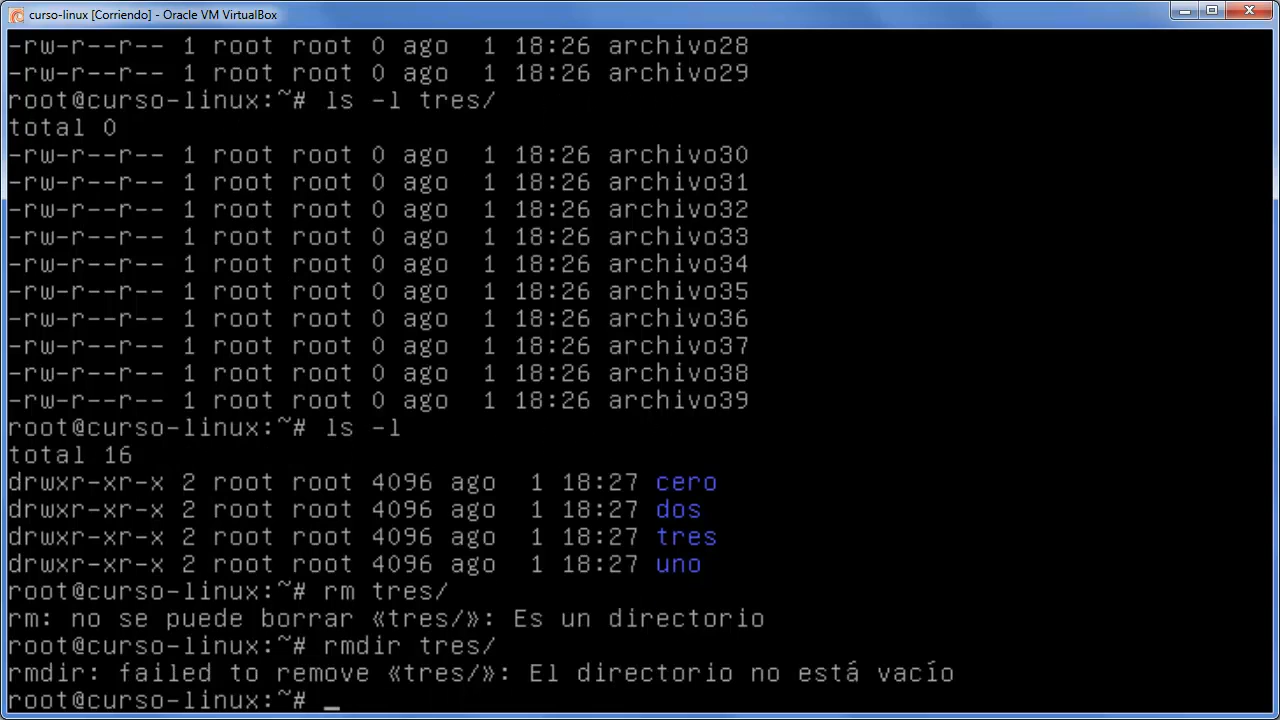 curso-linux [Corriendo] - Oracle VM VirtualBox
-rw-r--r-- 1 root root 0 ago  1 18:26 archivo28
-rw-r--r-- 1 root root 0 ago  1 18:26 archivo29
root@curso-linux:~# ls -l tres/
total 0
-rw-r--r-- 1 root root 0 ago  1 18:26 archivo30
-rw-r--r-- 1 root root 0 ago  1 18:26 archivo31
-rw-r--r-- 1 root root 0 ago  1 18:26 archivo32
-rw-r--r-- 1 root root 0 ago  1 18:26 archivo33
-rw-r--r-- 1 root root 0 ago  1 18:26 archivo34
-rw-r--r-- 1 root root 0 ago  1 18:26 archivo35
-rw-r--r-- 1 root root 0 ago  1 18:26 archivo36
-rw-r--r-- 1 root root 0 ago  1 18:26 archivo37
-rw-r--r-- 1 root root 0 ago  1 18:26 archivo38
-rw-r--r-- 1 root root 0 ago  1 18:26 archivo39
root@curso-linux:~# ls -l
total 16
drwxr-xr-x 2 root root 4096 ago  1 18:27 cero
drwxr-xr-x 2 root root 4096 ago  1 18:27 dos
drwxr-xr-x 2 root root 4096 ago  1 18:27 tres
drwxr-xr-x 2 root root 4096 ago  1 18:27 uno
root@curso-linux:~# rm tres/
rm: no se puede borrar «tres/»: Es un directorio
root@curso-linux:~# rmdir tres/
rmdir: failed to remove «tres/»: El directorio no está vacío
root@curso-linux:~# _